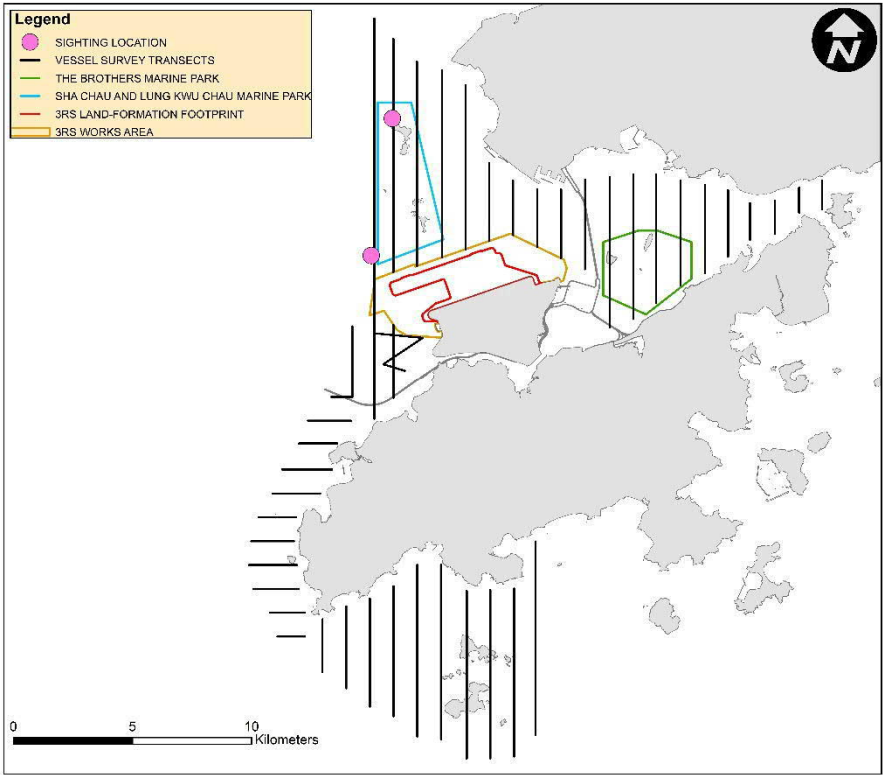 Legend
SIGHTING LOCATION
VESSEL SURVEY TRANSECTS
THE BROTHERS MARINE PARK
SHA CHAU AND LUNG KWU CHAU MARINE PARK
3RS LAND-FORMATION FOOTPRINT
3RS WORKS AREA
N
0 5 10
Kilometers